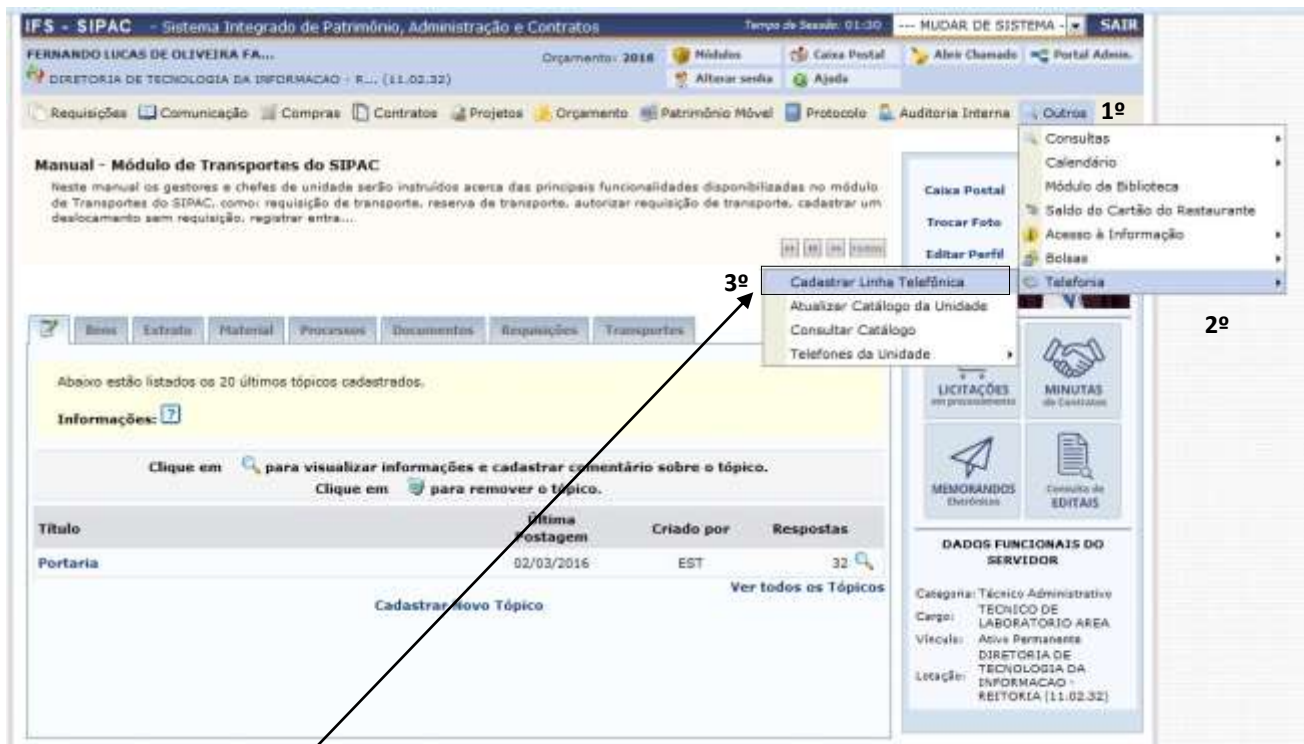 IFS - SIPAC - Sistema Integrado de Patrimônio, Administração e Contratos
Tempo de Sessão: 01:30
--- MUDAR DE SISTEMA -
SAIR
FERNANDO LUCAS DE OLIVEIRA FA...
Orçamento: 2016
Módulos
Caixa Postal
Abrir Chamado
Portal Admin.
DIRETORIA DE TECNOLOGIA DA INFORMACAO - R... (11.02.32)
Alterar senha
Ajuda
Requisições Comunicação Compras Contratos Projetos Orçamento Patrimônio Móvel Protocolo Auditoria Interna Outros 1º
Consultas
Calendário
Módulo de Biblioteca
Saldo do Cartão do Restaurante
Acesso à Informação
Bolsas
Telefonia
2º
3º Cadastrar Linha Telefônica
Atualizar Catálogo da Unidade
Consultar Catálogo
Telefones da Unidade
Manual - Módulo de Transportes do SIPAC
Neste manual os gestores e chefes de unidade serão instruídos acerca das principais funcionalidades disponibilizadas no módulo
de Transportes do SIPAC, como: requisição de transporte, reserva de transporte, autorizar requisição de transporte, cadastrar um
deslocamento sem requisição, registrar entra...
Caixa Postal
Trocar Foto
Editar Perfil
Bens Extrato Material Processos Documentos Requisições Transportes
Abaixo estão listados os 20 últimos tópicos cadastrados.
Informações: ?
Clique em para visualizar informações e cadastrar comentário sobre o tópico.
Clique em para remover o tópico.
Título Última Postagem Criado por Respostas
Portaria 02/03/2016 EST 32
Ver todos os Tópicos
Cadastrar Novo Tópico
LICITAÇÕES
em processamento
MINUTAS
de Contratos
MEMORANDOS
Eletrônicos
Consulta de
EDITAIS
DADOS FUNCIONAIS DO
SERVIDOR
Categoria: Técnico Administrativo
Cargo: TECNICO DE
LABORATORIO AREA
Vínculo: Ativo Permanente
Lotação: DIRETORIA DE
TECNOLOGIA DA
INFORMACAO -
REITORIA (11.02.32)